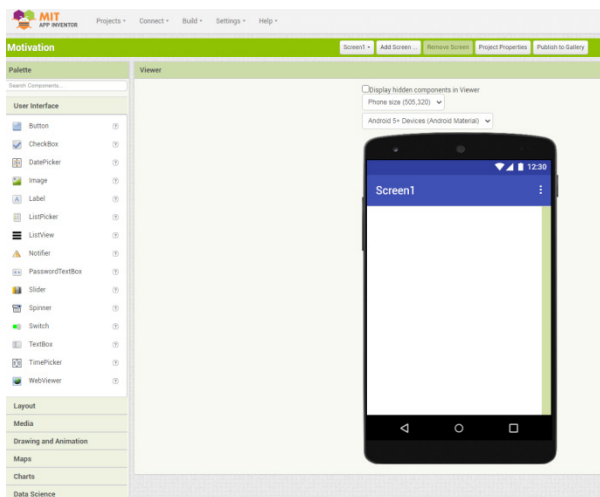 MIT
APP INVENTOR
Projects Connect Build Settings Help
Motivation
Screen1 Add Screen ... Remove Screen Project Properties Publish to Gallery
Palette
Viewer
Search Components...
Display hidden components in Viewer
User Interface
Phone size (505,320)
Button
Android 5+ Devices (Android Material)
CheckBox
DatePicker
Image
Label
ListPicker
ListView
Notifier
PasswordTextBox
Slider
Spinner
Switch
TextBox
TimePicker
WebViewer
12:30
Screen1
Layout
Media
Drawing and Animation
Maps
Charts
Data Science